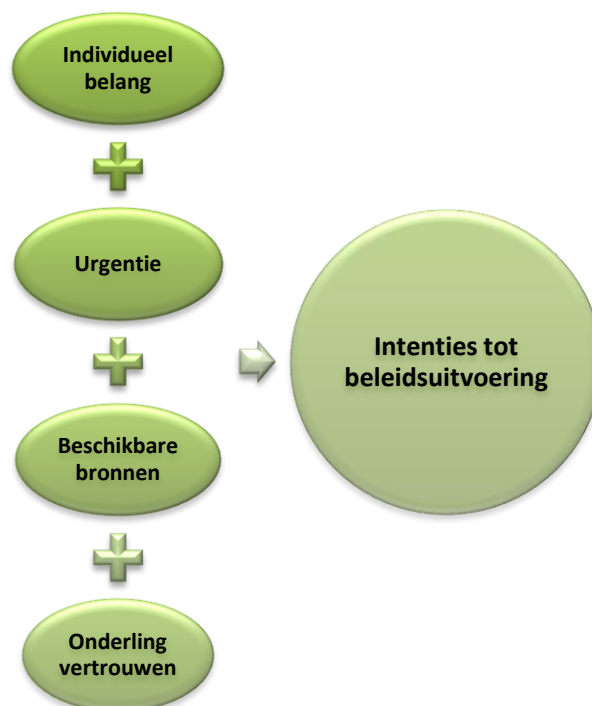 Individueel
belang
Urgentie
Beschikbare
bronnen
Onderling
vertrouwen
Intenties tot
beleidsuitvoering